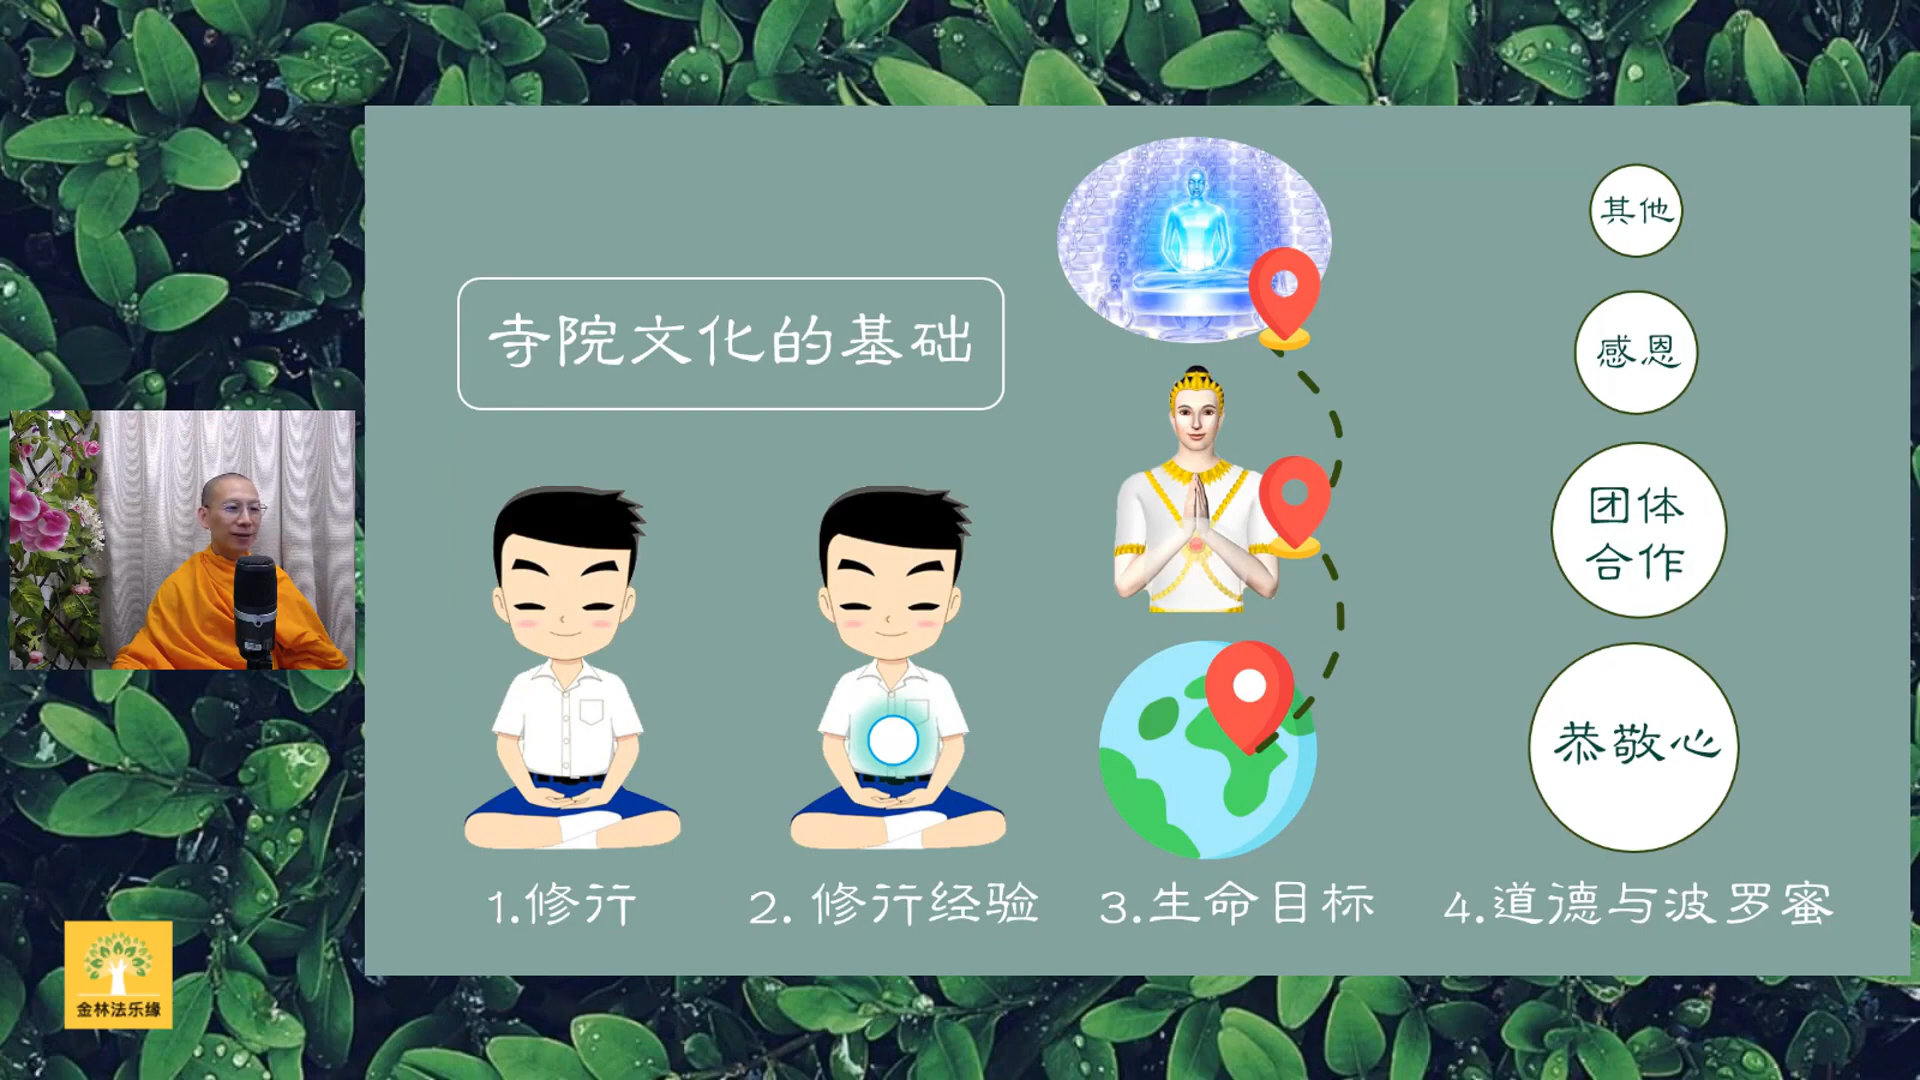 寺院文化的基础
其他
感恩
团体
合作
恭敬心
1.修行
2. 修行经验
3.生命目标
4.道德与波罗蜜
金林法乐缘